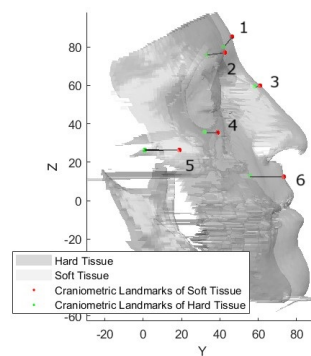 80
60
40
20
0
-20
-60
Z
-20 0 20 40 60 80
Y
1
2
3
4
5
6
Hard Tissue
Soft Tissue
Craniometric Landmarks of Soft Tissue
Craniometric Landmarks of Hard Tissue